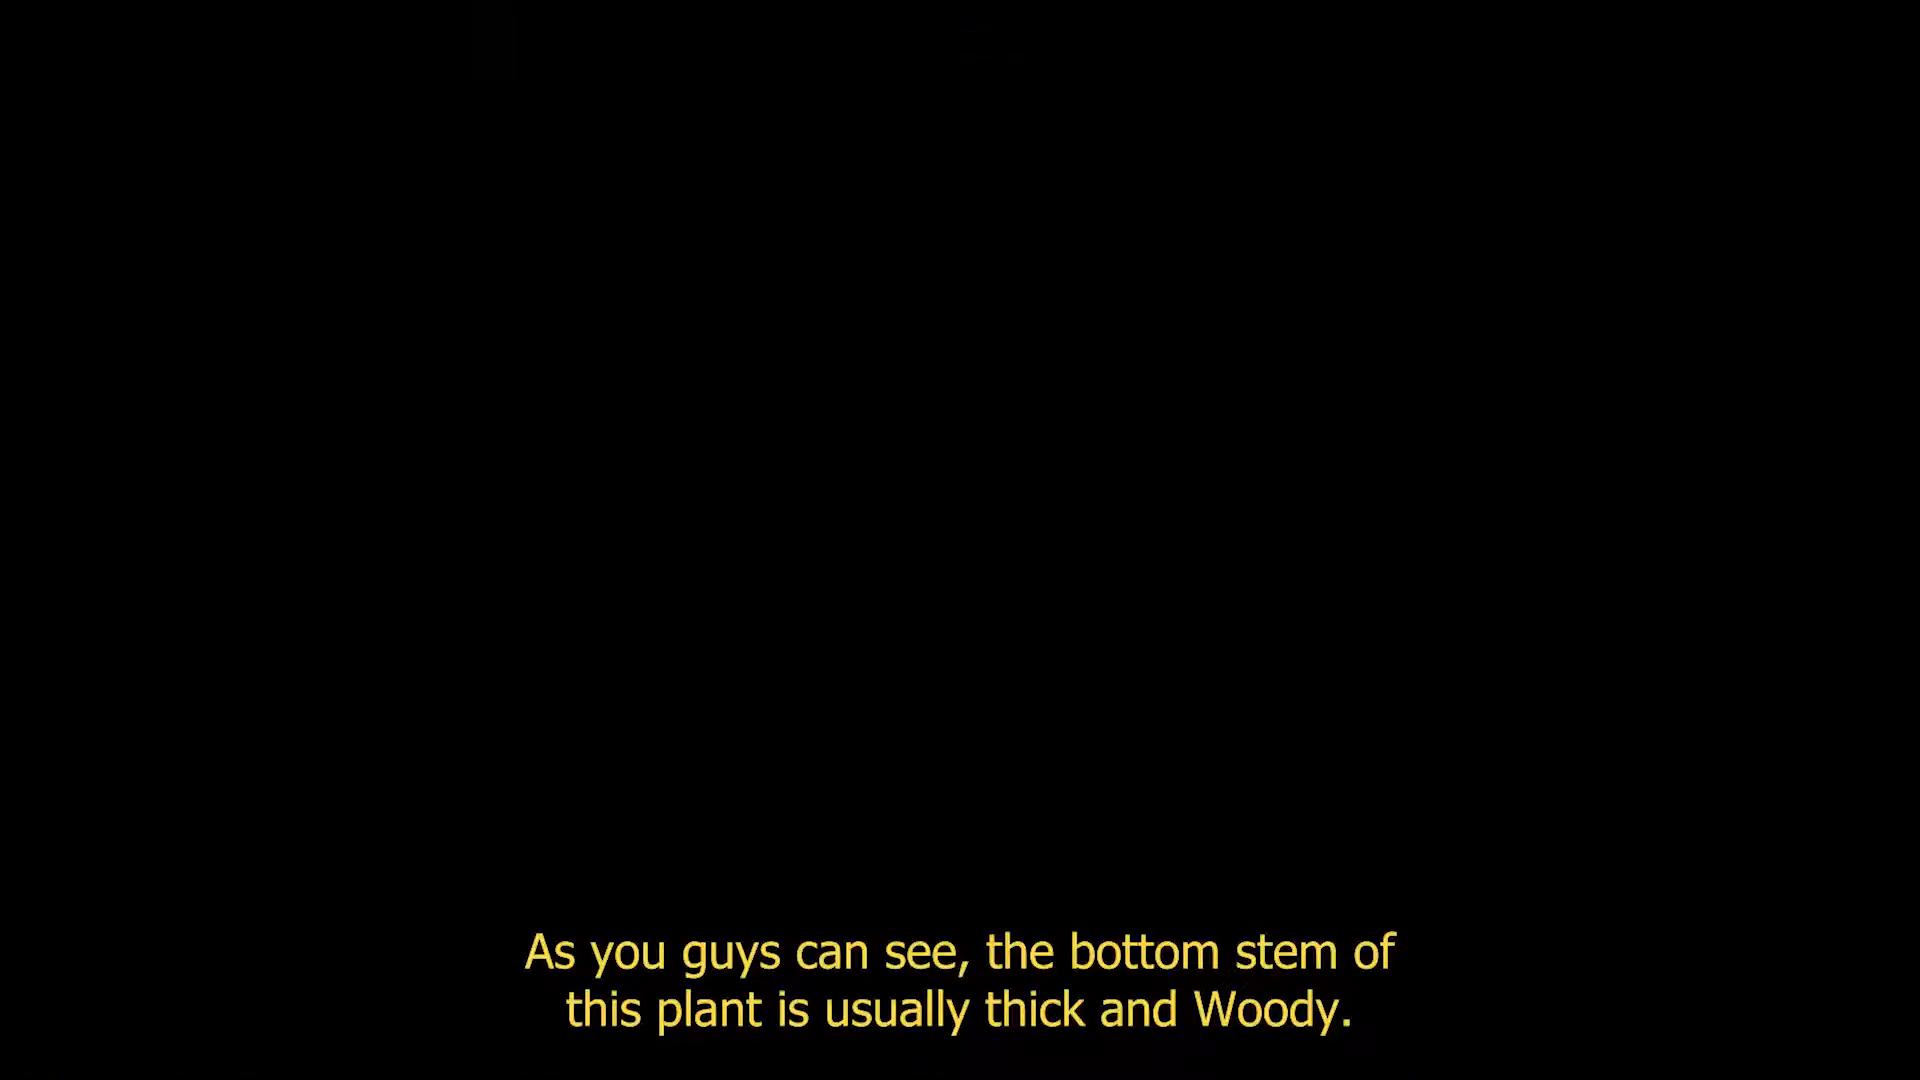 As you guys can see, the bottom stem of
this plant is usually thick and Woody.